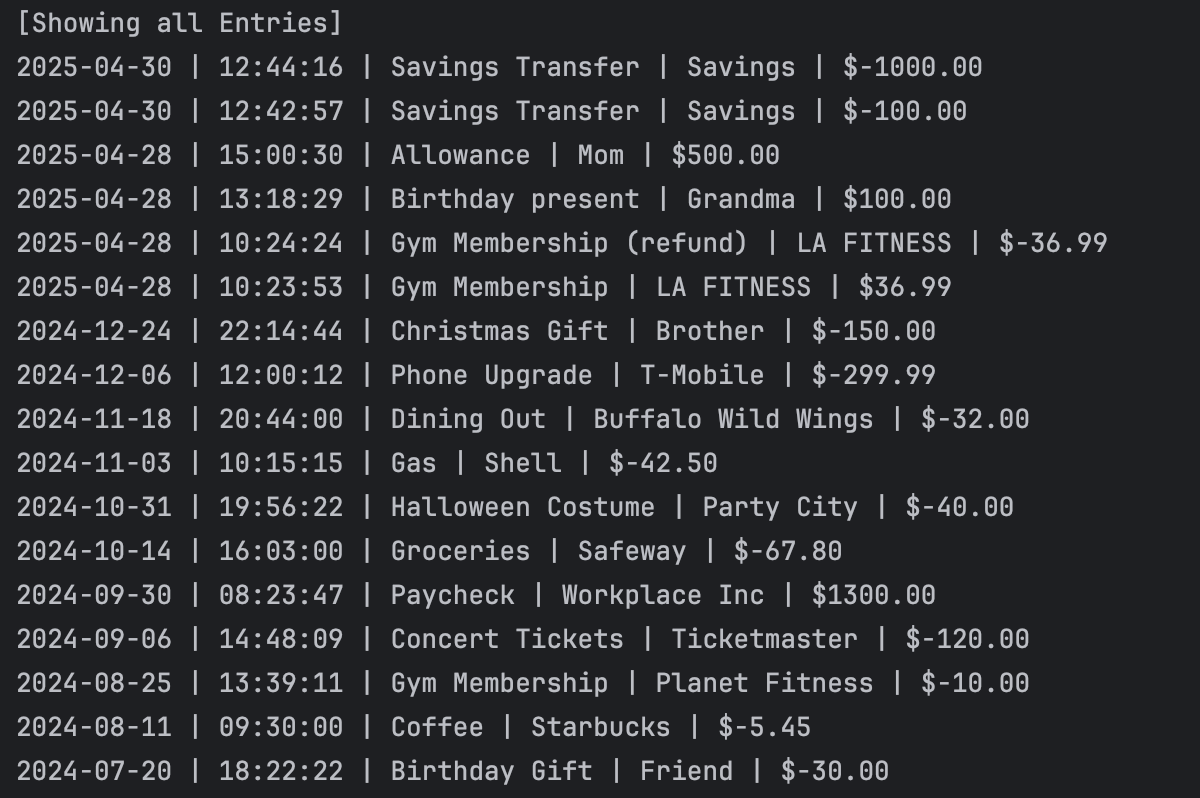 [Showing all Entries]
2025-04-30 | 12:44:16 | Savings Transfer | Savings | $-1000.00
2025-04-30 | 12:42:57 | Savings Transfer | Savings | $-100.00
2025-04-28 | 15:00:30 | Allowance | Mom | $500.00
2025-04-28 | 13:18:29 | Birthday present | Grandma | $100.00
2025-04-28 | 10:24:24 | Gym Membership (refund) | LA FITNESS | $-36.99
2025-04-28 | 10:23:53 | Gym Membership | LA FITNESS | $36.99
2024-12-24 | 22:14:44 | Christmas Gift | Brother | $-150.00
2024-12-06 | 12:00:12 | Phone Upgrade | T-Mobile | $-299.99
2024-11-18 | 20:44:00 | Dining Out | Buffalo Wild Wings | $-32.00
2024-11-03 | 10:15:15 | Gas | Shell | $-42.50
2024-10-31 | 19:56:22 | Halloween Costume | Party City | $-40.00
2024-10-14 | 16:03:00 | Groceries | Safeway | $-67.80
2024-09-30 | 08:23:47 | Paycheck | Workplace Inc | $1300.00
2024-09-06 | 14:48:09 | Concert Tickets | Ticketmaster | $-120.00
2024-08-25 | 13:39:11 | Gym Membership | Planet Fitness | $-10.00
2024-08-11 | 09:30:00 | Coffee | Starbucks | $-5.45
2024-07-20 | 18:22:22 | Birthday Gift | Friend | $-30.00